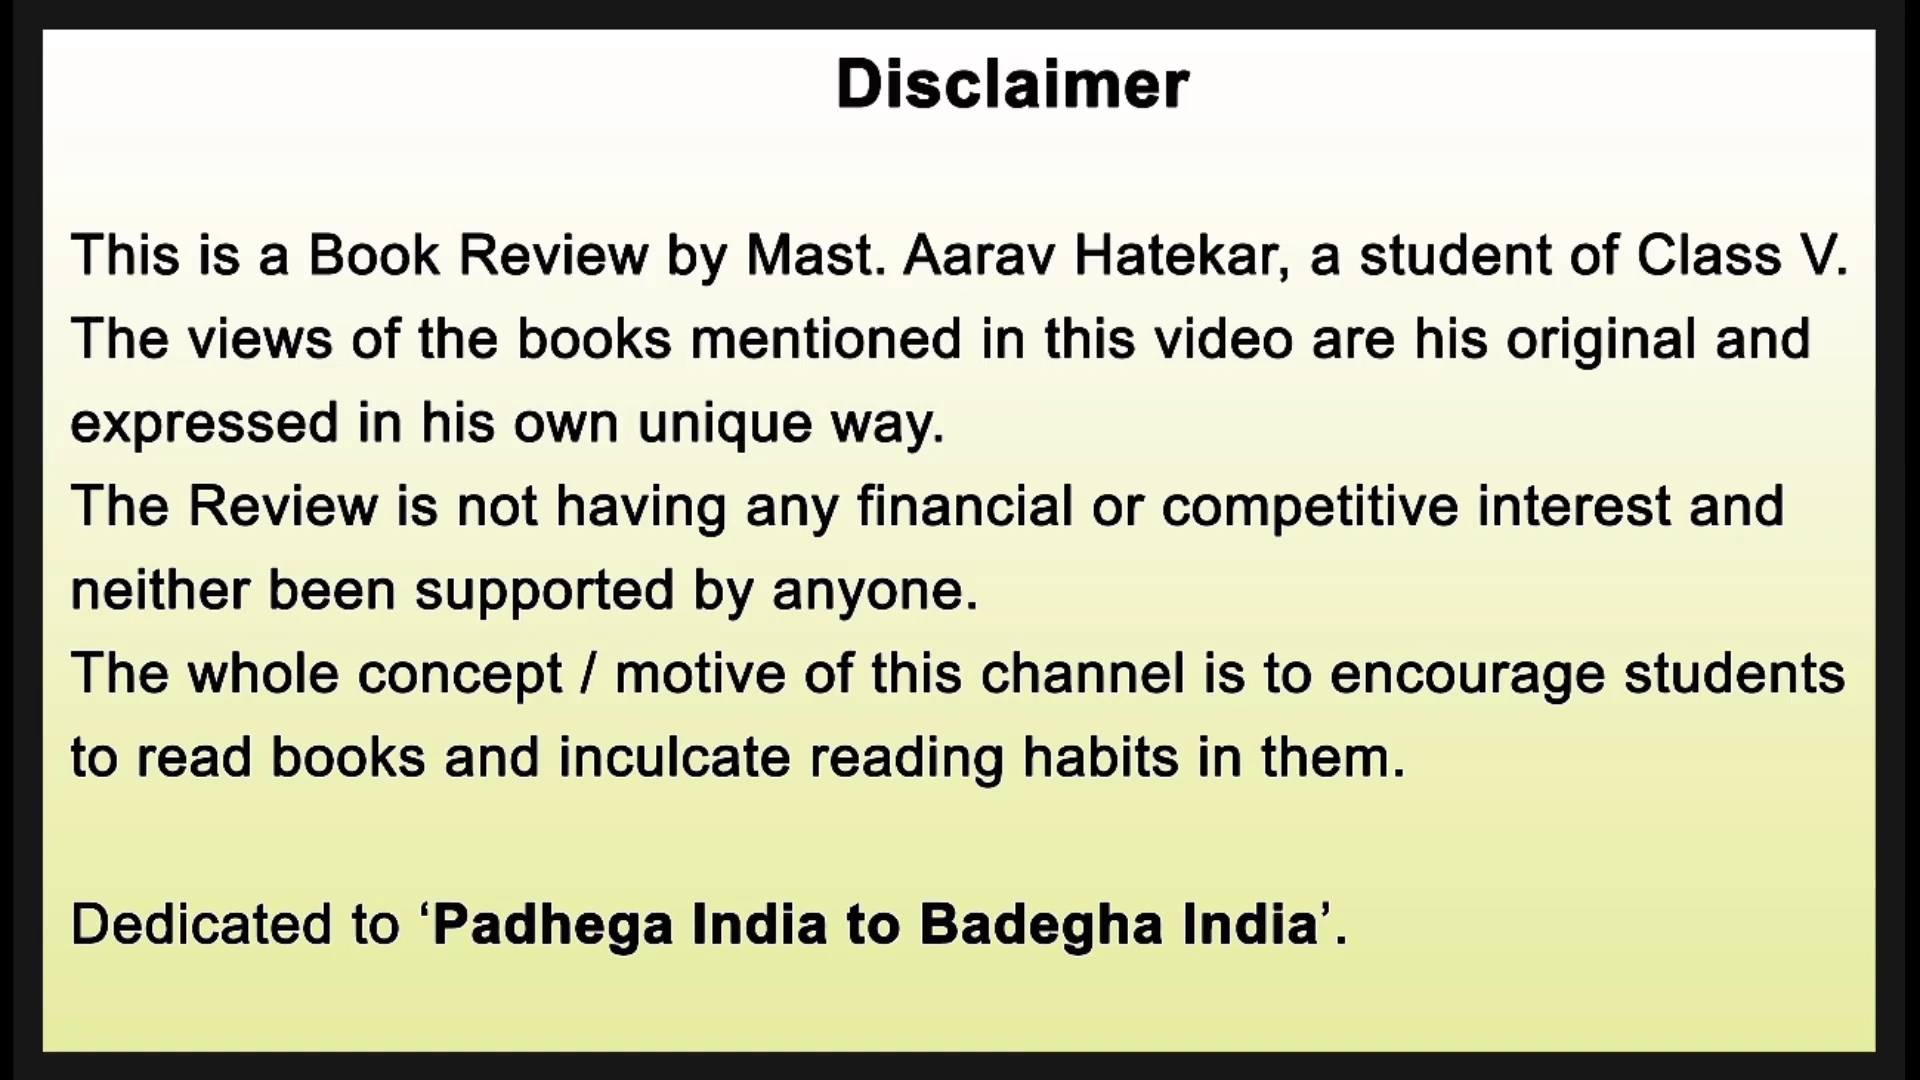 Disclaimer
This is a Book Review by Mast. Aarav Hatekar, a student of Class V.
The views of the books mentioned in this video are his original and
expressed in his own unique way.
The Review is not having any financial or competitive interest and
neither been supported by anyone.
The whole concept / motive of this channel is to encourage students
to read books and inculcate reading habits in them.
Dedicated to ‘Padhega India to Badegha India’.